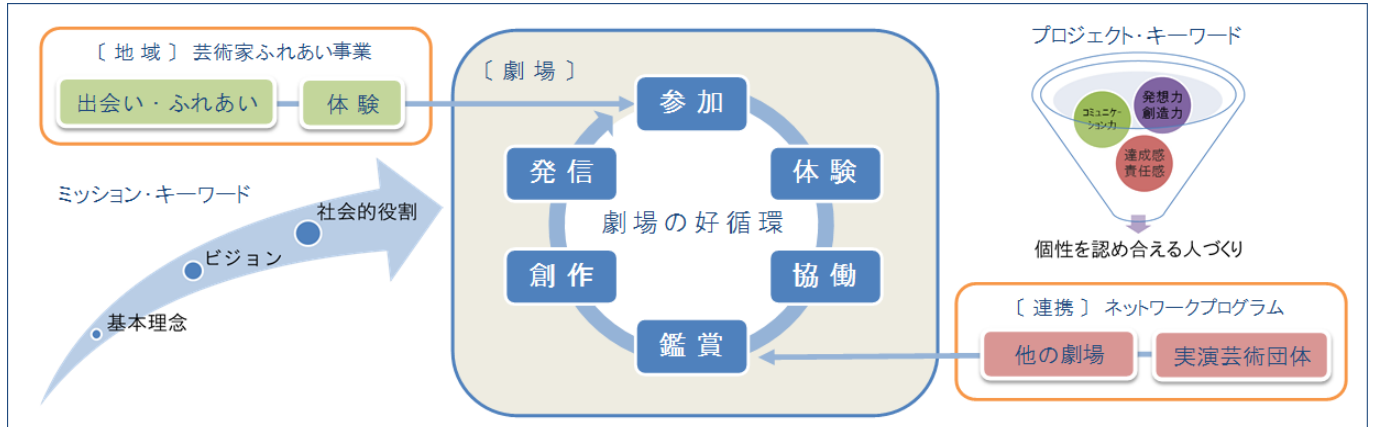 〔 地 域 〕 芸術家ふれあい事業
出会い・ふれあい
体 験
ミッション・キーワード
社会的役割
ビジョン
基本理念
〔 劇 場 〕
参 加
体 験
協 働
鑑 賞
創 作
発 信
劇 場 の 好 循 環
プロジェクト・キーワード
コミュニケー
ション力
発想力
創造力
達成感
責任感
個性を認め合える人づくり
〔 連携 〕 ネットワークプログラム
他の劇場
実演芸術団体